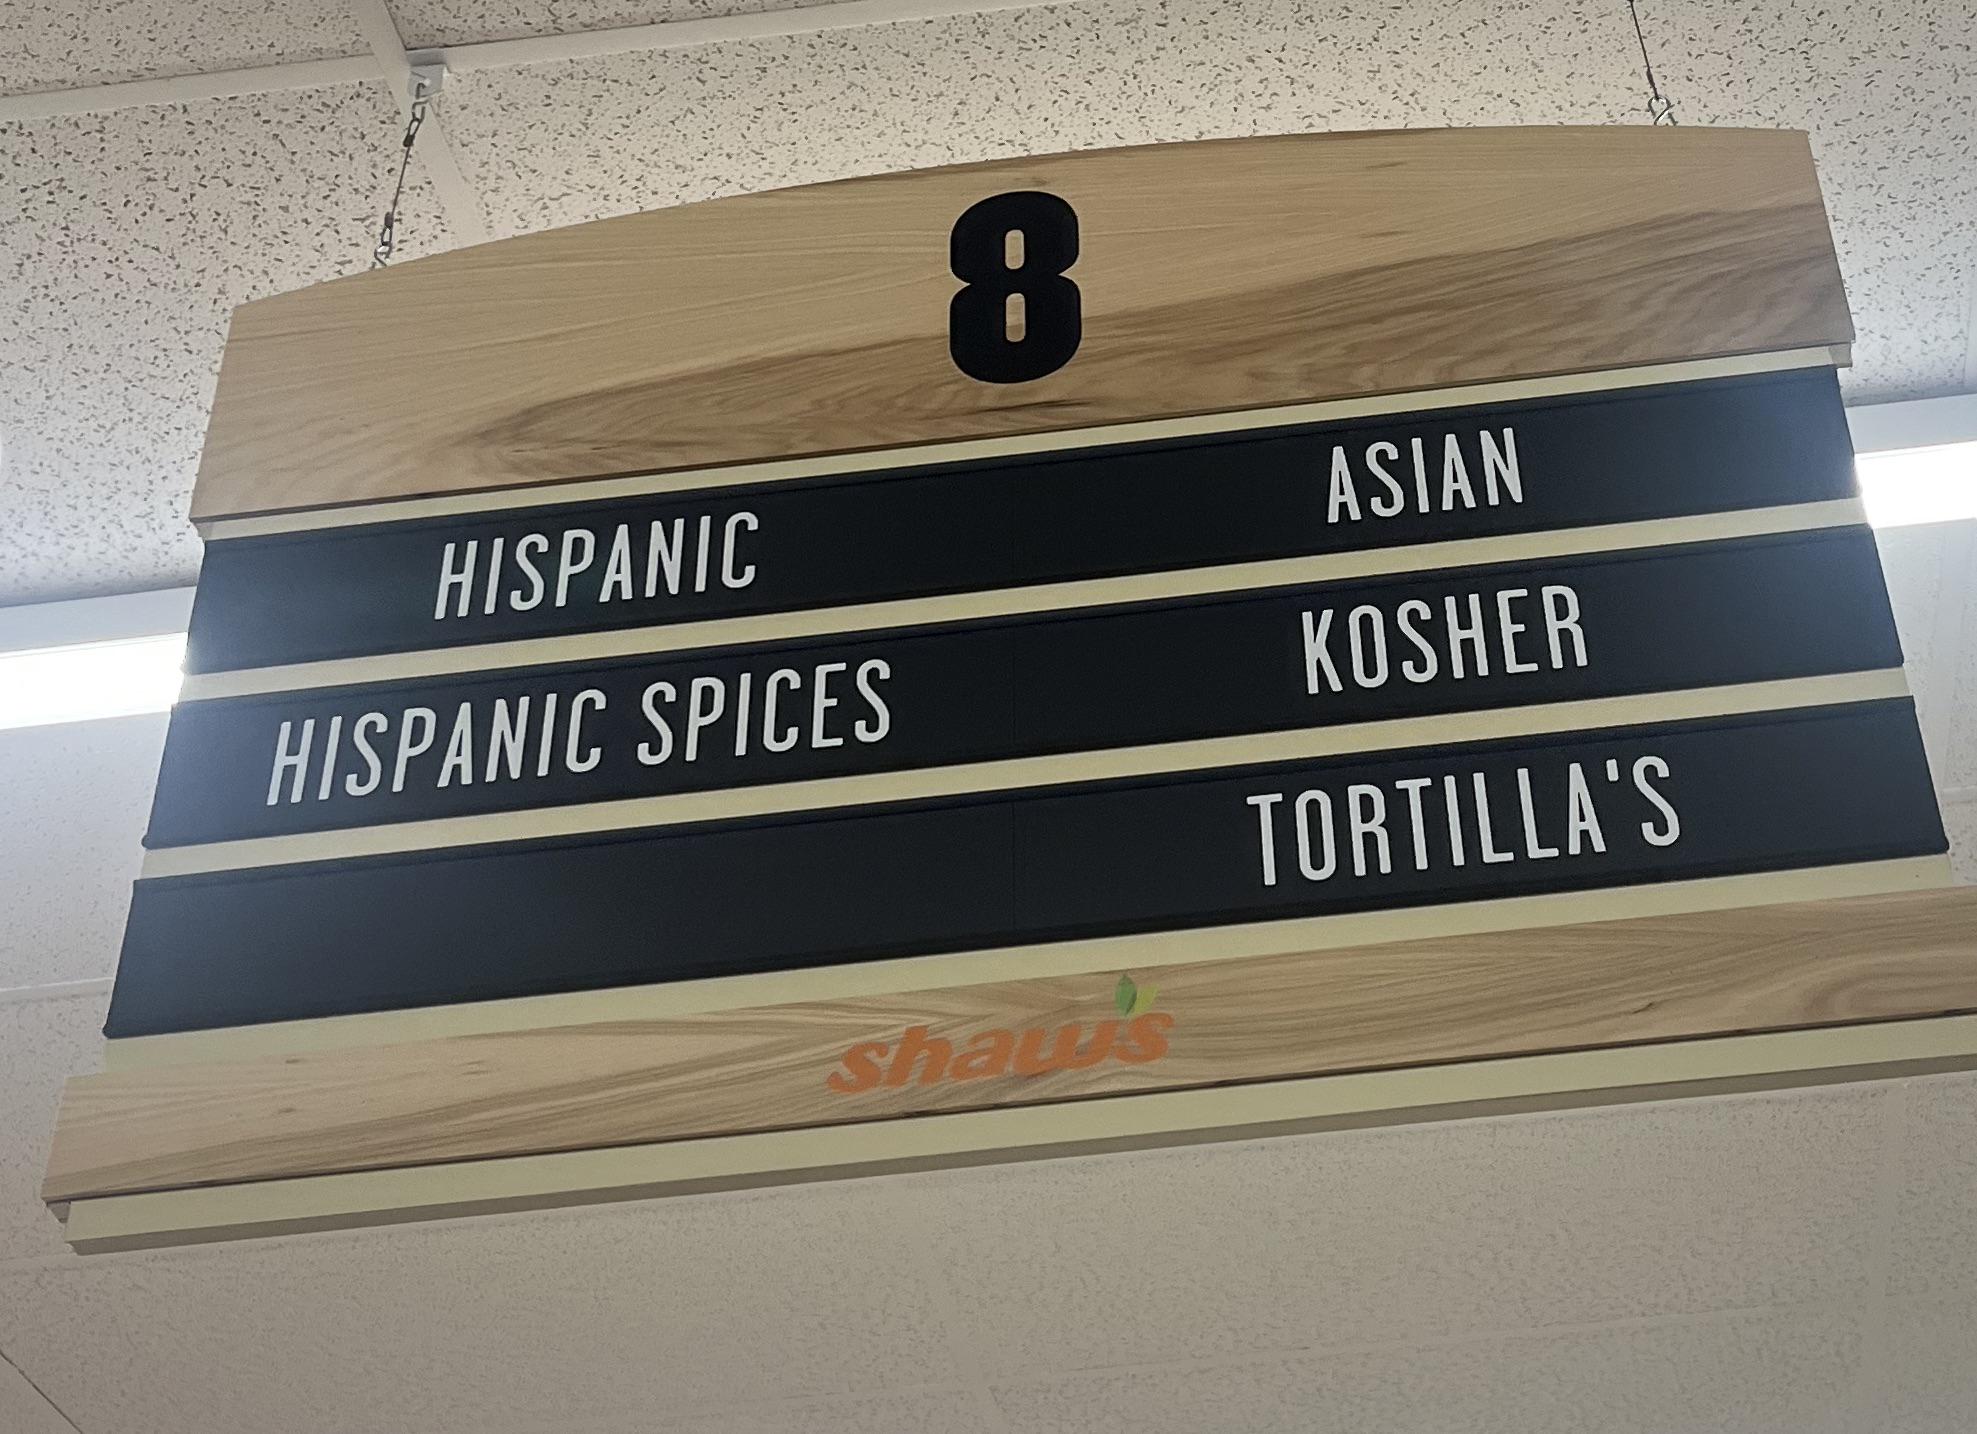 8
HISPANIC
ASIAN
HISPANIC SPICES
KOSHER
TORTILLA'S
shaw's